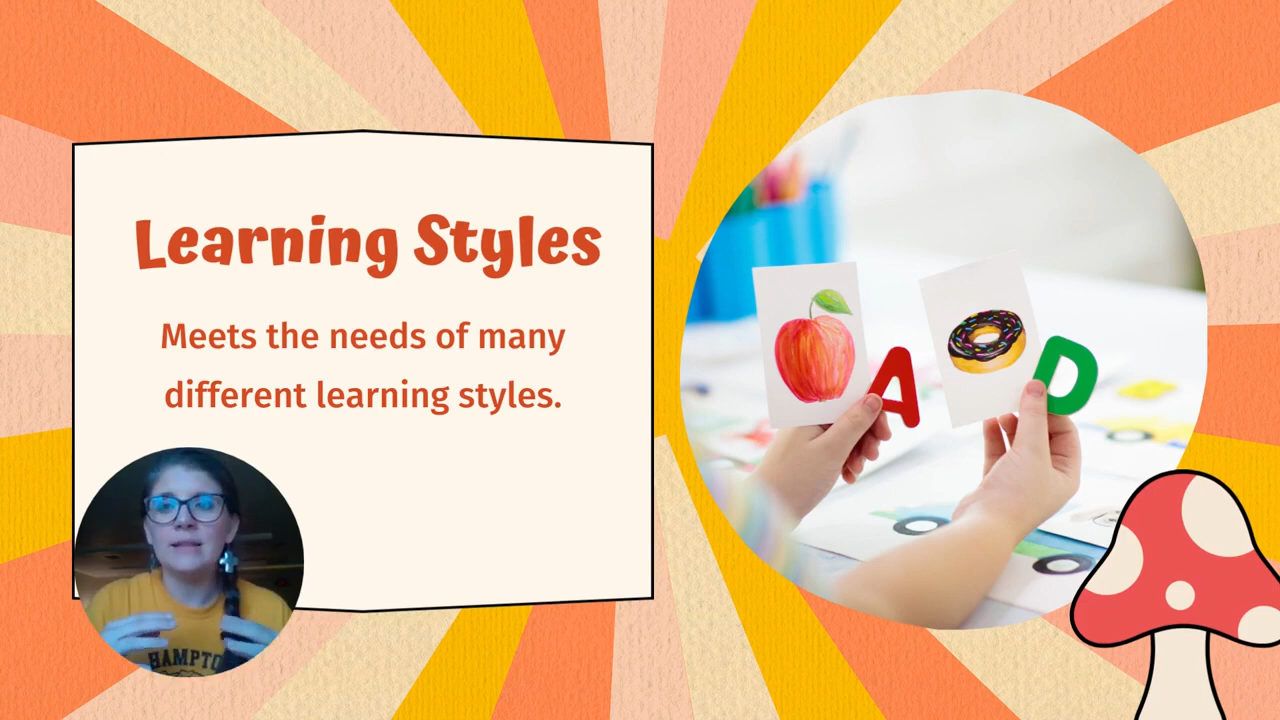 Learning Styles
Meets the needs of many
different learning styles.
A
D
HAMPTO